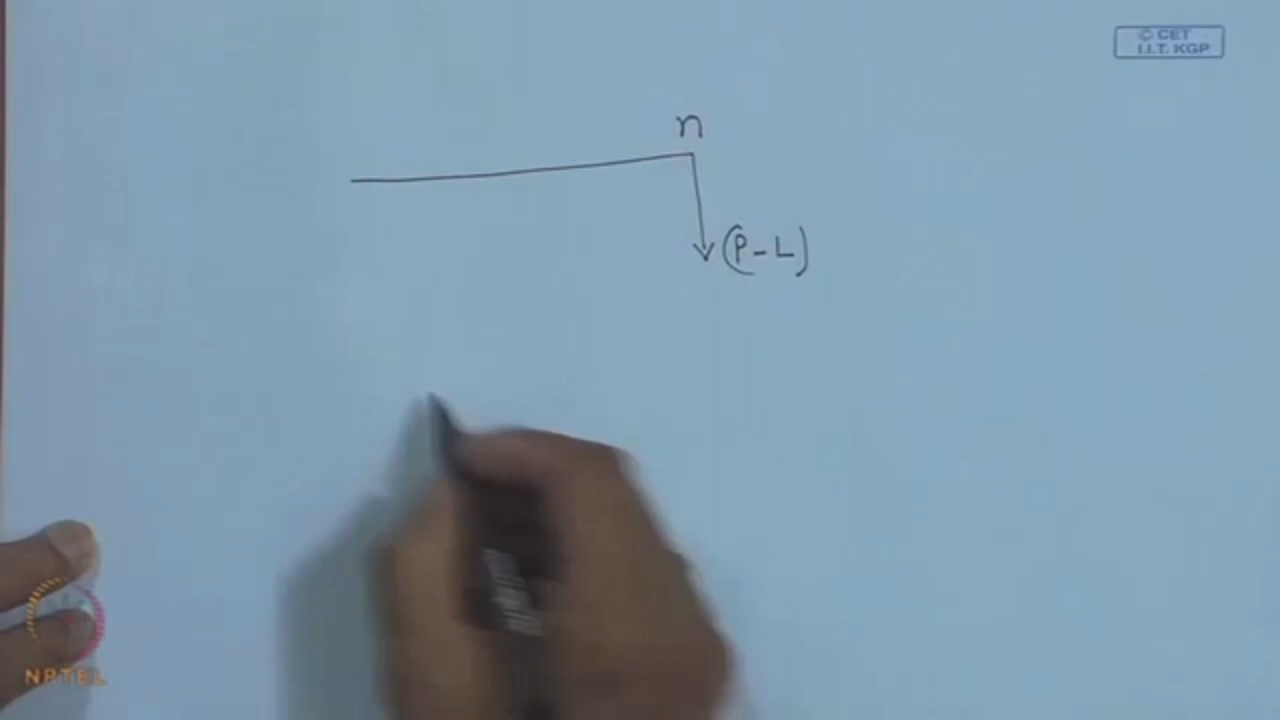 © CET
I.I.T. KGP
n
(P-L)
NPTEL